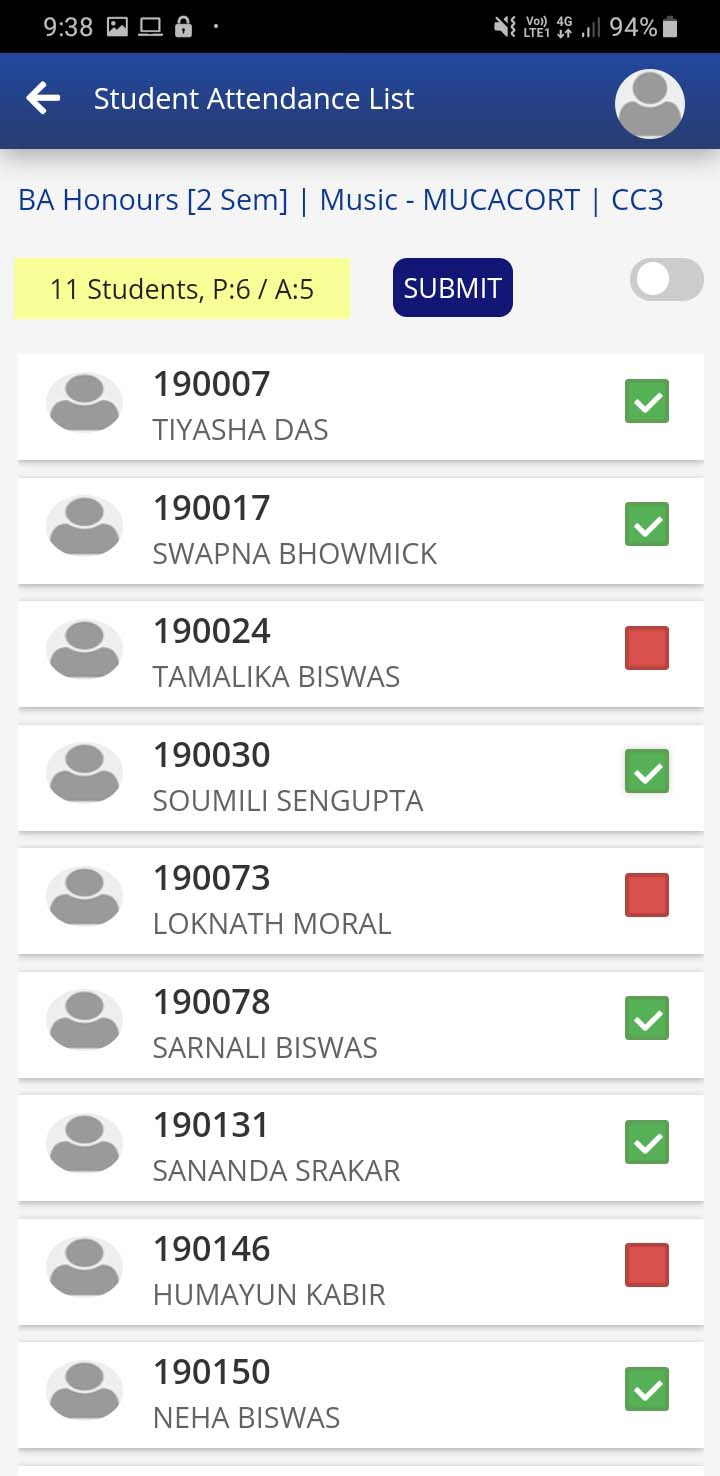 9:38
Vo)) 4G 94%
LTE1
Student Attendance List
BA Honours [2 Sem] | Music - MUCACORT | CC3
11 Students, P:6 / A:5
SUBMIT
190007
TIYASHA DAS
190017
SWAPNA BHOWMICK
190024
TAMALIKA BISWAS
190030
SOUMILI SENGUPTA
190073
LOKNATH MORAL
190078
SARNALI BISWAS
190131
SANANDA SRAKAR
190146
HUMAYUN KABIR
190150
NEHA BISWAS